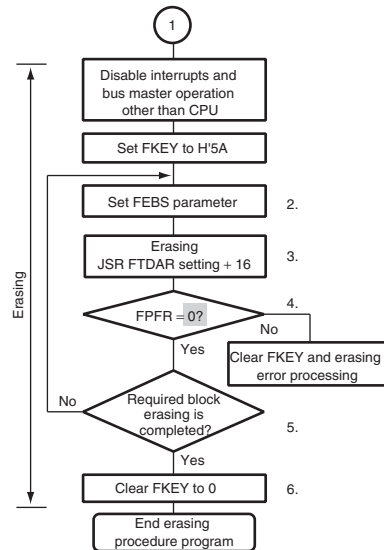 1
Disable interrupts and
bus master operation
other than CPU
Set FKEY to H'5A
Set FEBS parameter
2.
Erasing
JSR FTDAR setting + 16
3.
Erasing
FPFR = 0?
4.
No
Yes
Clear FKEY and erasing
error processing
No
Required block
erasing is
completed?
5.
Yes
Clear FKEY to 0
6.
End erasing
procedure program